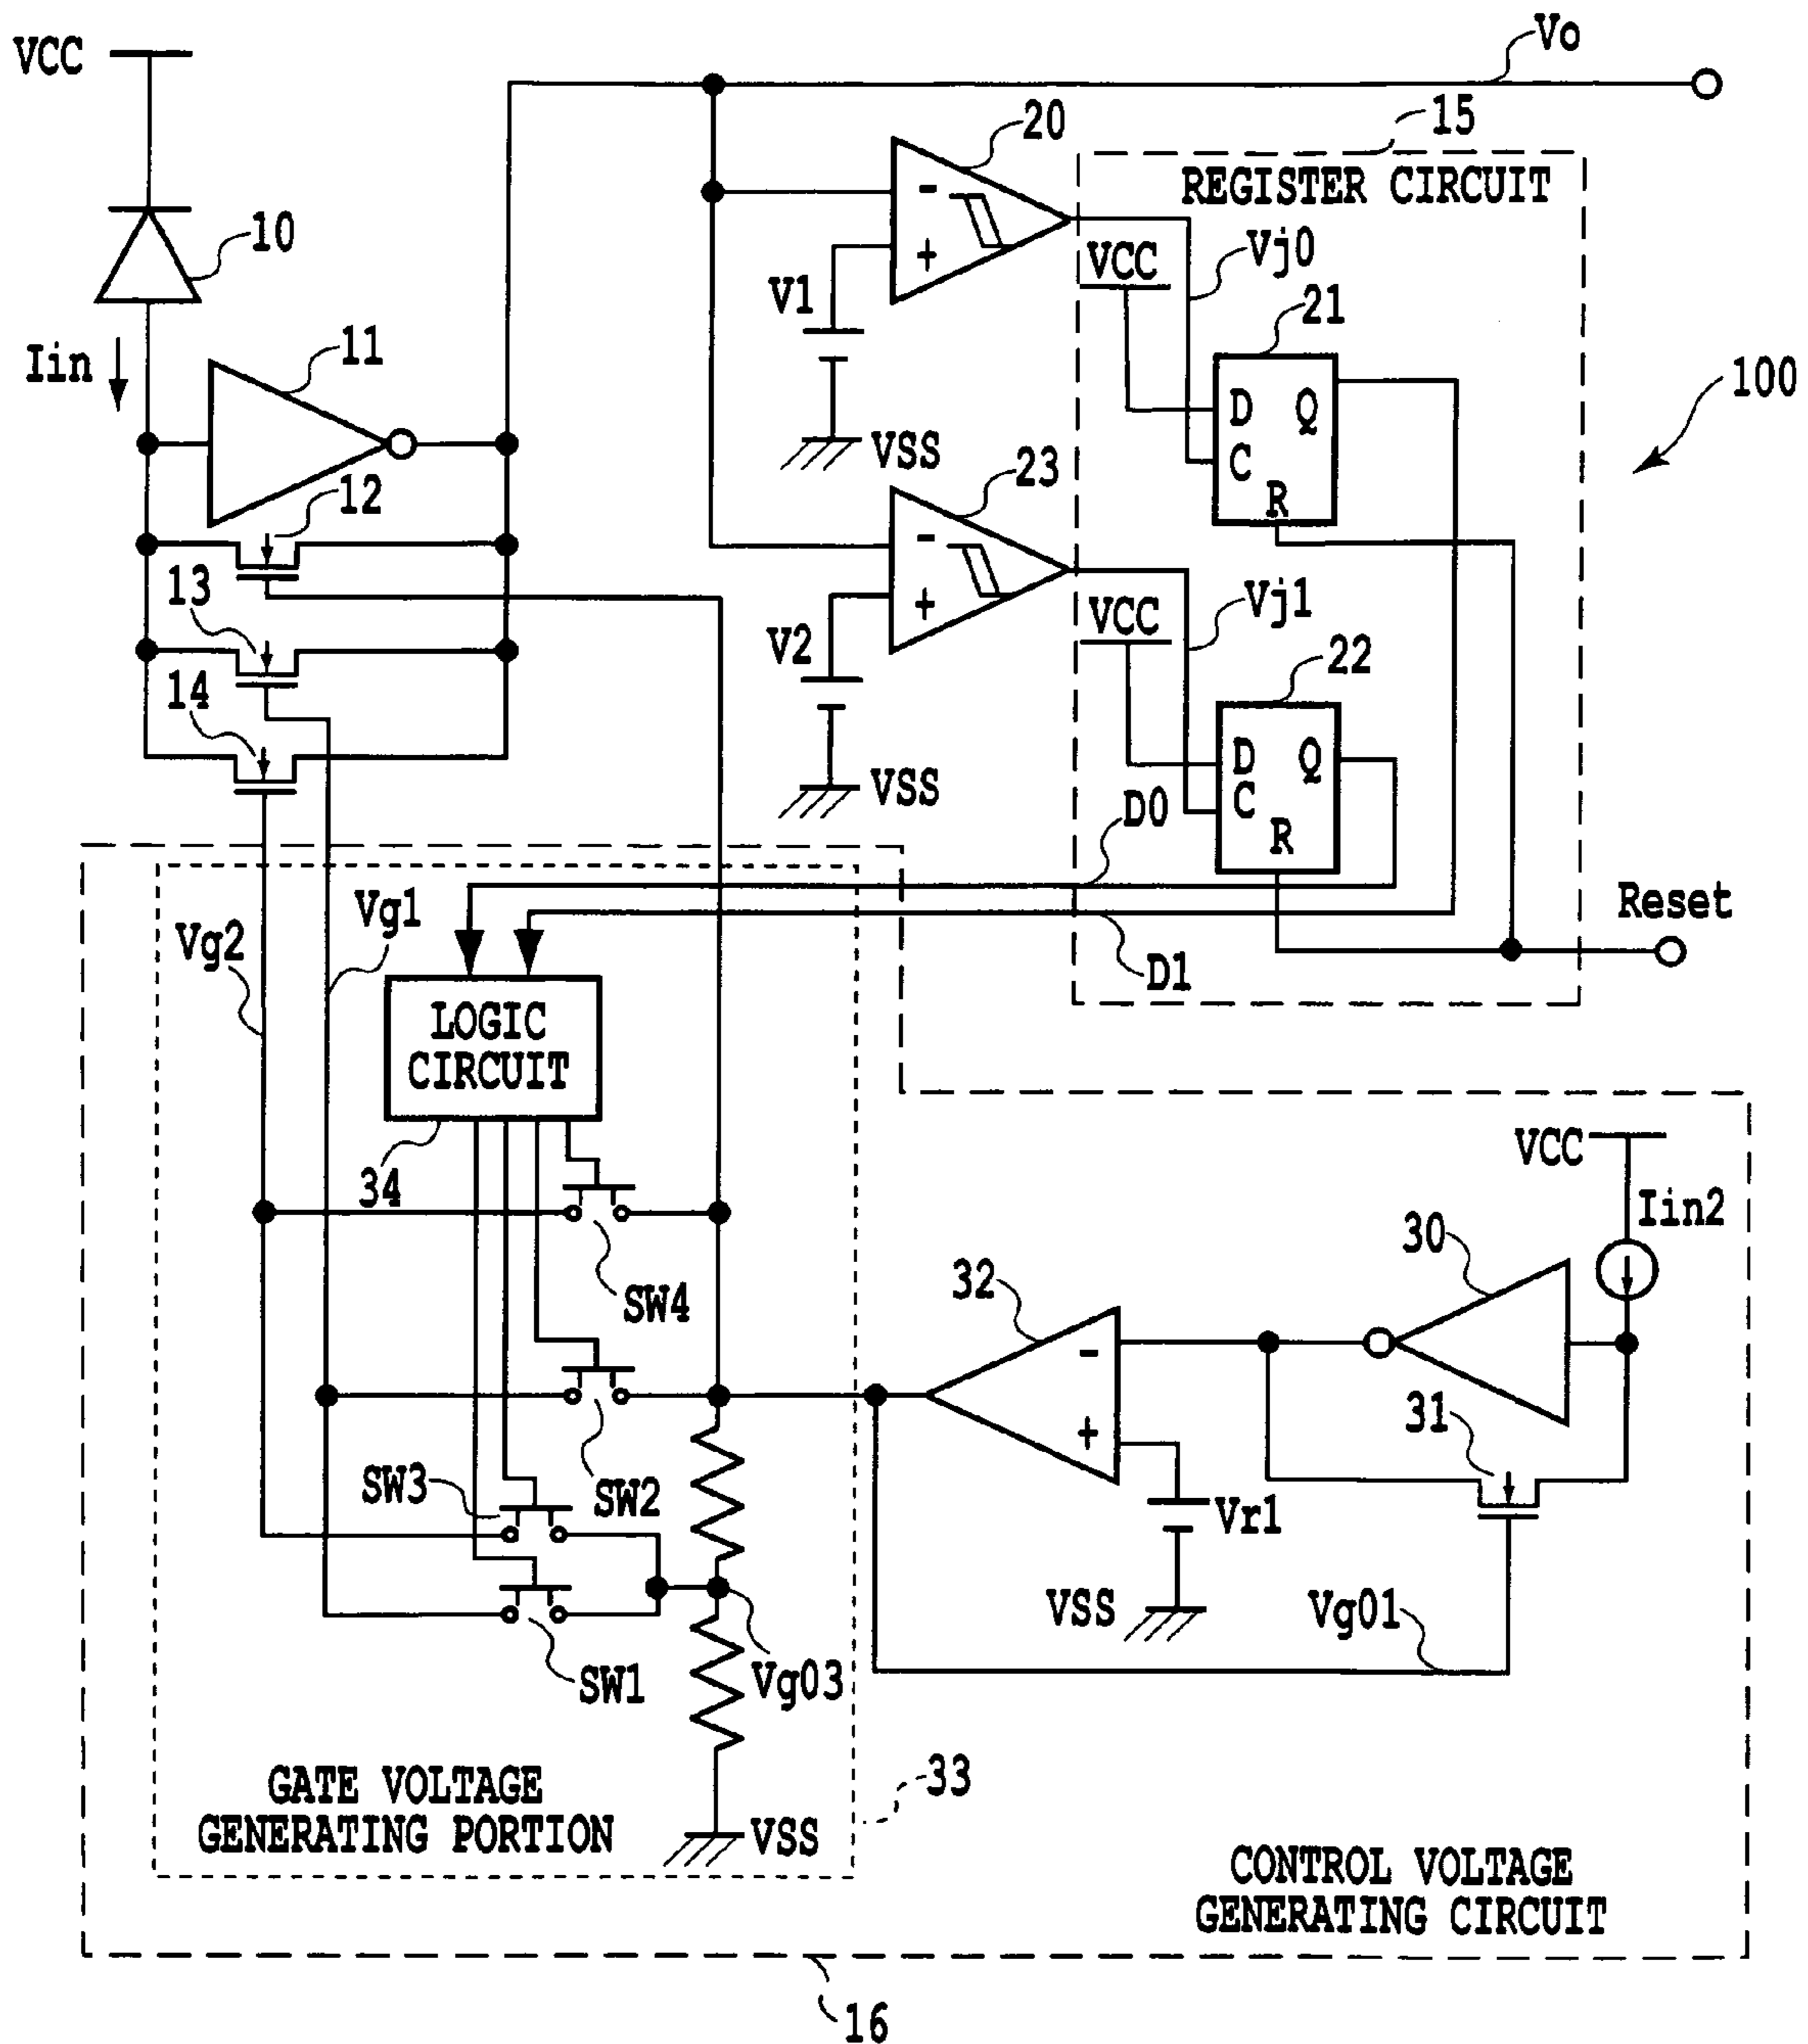 VCC
Vo
15
20
REGISTER CIRCUIT
-
+
10
VCC
Vj0
V1
21
11
Iin
100
D
Q
C
R
VSS
12
23
-
+
13
VCC
Vj1
V2
22
14
D
Q
C
R
VSS
D0
Vg1
Vg2
Reset
D1
LOGIC
CIRCUIT
34
VCC
Iin2
30
32
SW4
-
+
31
SW3
SW2
Vr1
VSS
Vg01
SW1
Vg03
33
GATE VOLTAGE
GENERATING PORTION
VSS
CONTROL VOLTAGE
GENERATING CIRCUIT
16